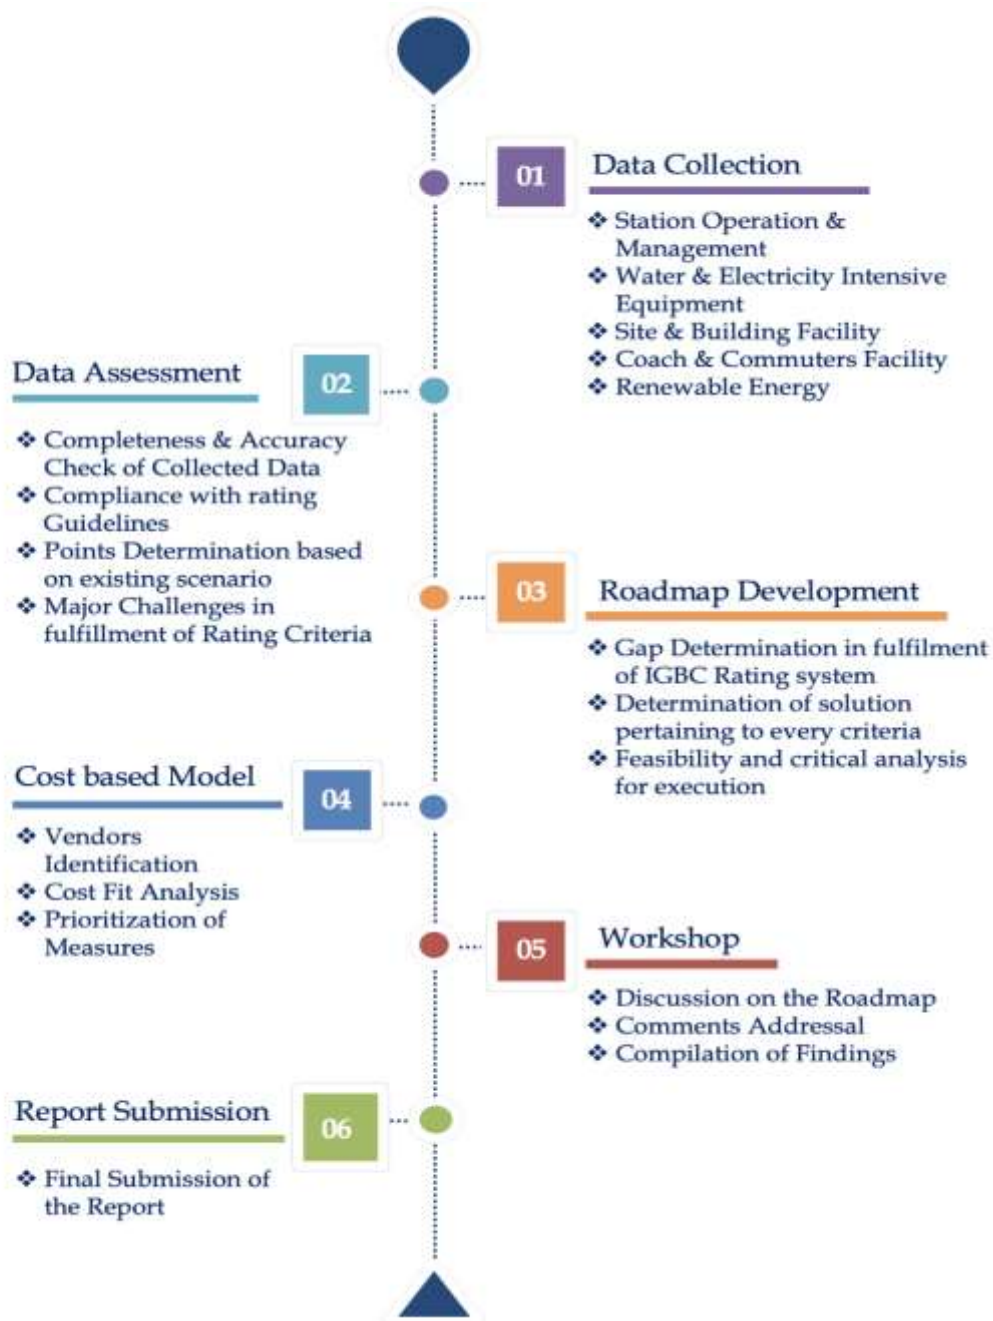 01
Data Collection
❖ Station Operation &
Management
❖ Water & Electricity Intensive
Equipment
❖ Site & Building Facility
❖ Coach & Commuters Facility
❖ Renewable Energy
Data Assessment
02
❖ Completeness & Accuracy
Check of Collected Data
❖ Compliance with rating
Guidelines
❖ Points Determination based
on existing scenario
❖ Major Challenges in
fulfillment of Rating Criteria
03
Roadmap Development
❖ Gap Determination in fulfilment
of IGBC Rating system
❖ Determination of solution
pertaining to every criteria
❖ Feasibility and critical analysis
for execution
Cost based Model
04
❖ Vendors
Identification
❖ Cost Fit Analysis
❖ Prioritization of
Measures
05
Workshop
❖ Discussion on the Roadmap
❖ Comments Addressal
❖ Compilation of Findings
Report Submission
06
❖ Final Submission of
the Report